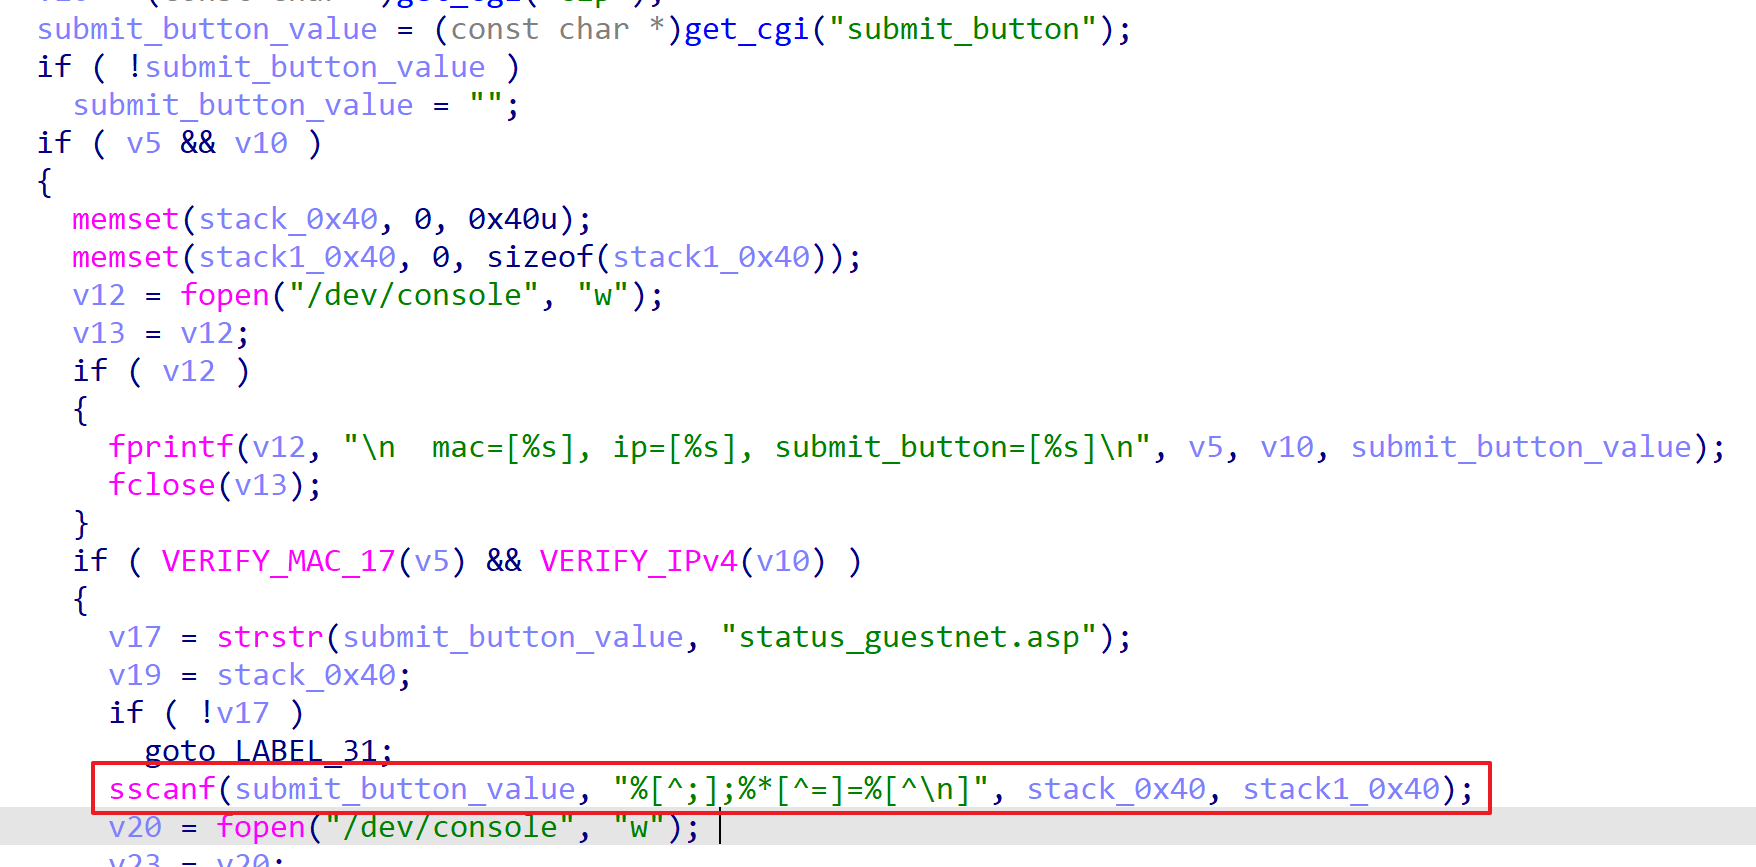 submit_button_value = (const char *)get_cgi("submit_button");
if ( !submit_button_value )
submit_button_value = "";
if ( v5 && v10 )
{
memset(stack_0x40, 0, 0x40u);
memset(stack1_0x40, 0, sizeof(stack1_0x40));
v12 = fopen("/dev/console", "w");
v13 = v12;
if ( v12 )
{
fprintf(v12, "\n  mac=[%s], ip=[%s], submit_button=[%s]\n", v5, v10, submit_button_value);
fclose(v13);
}
if ( VERIFY_MAC_17(v5) && VERIFY_IPv4(v10) )
{
v17 = strstr(submit_button_value, "status_guestnet.asp");
v19 = stack_0x40;
if ( !v17 )
goto LABEL_31;
sscanf(submit_button_value, "%[^;];%*[^=]=%[^\n]", stack_0x40, stack1_0x40);
v20 = fopen("/dev/console", "w");
v23 = v20;